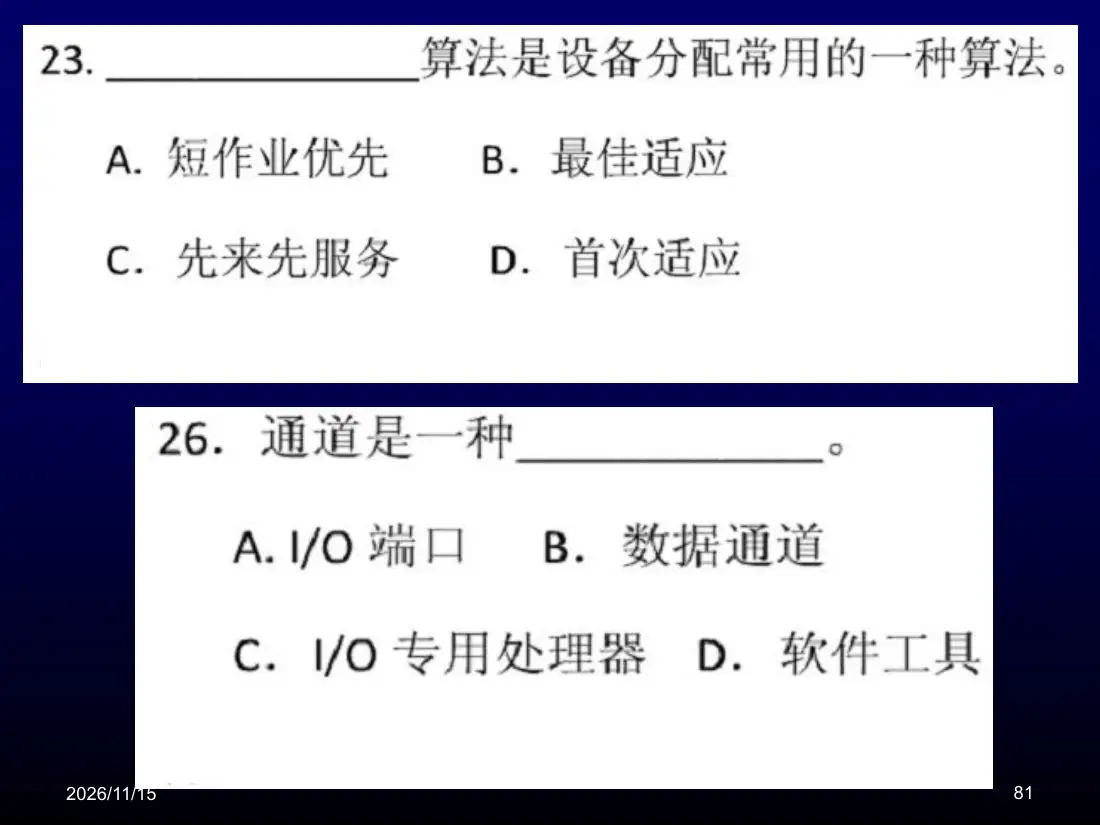 23. ______________算法是设备分配常用的一种算法。
A. 短作业优先 B. 最佳适应
C. 先来先服务 D. 首次适应
26. 通道是一种______________。
A. I/O 端口 B. 数据通道
C. I/O 专用处理器 D. 软件工具
2026/11/15 81